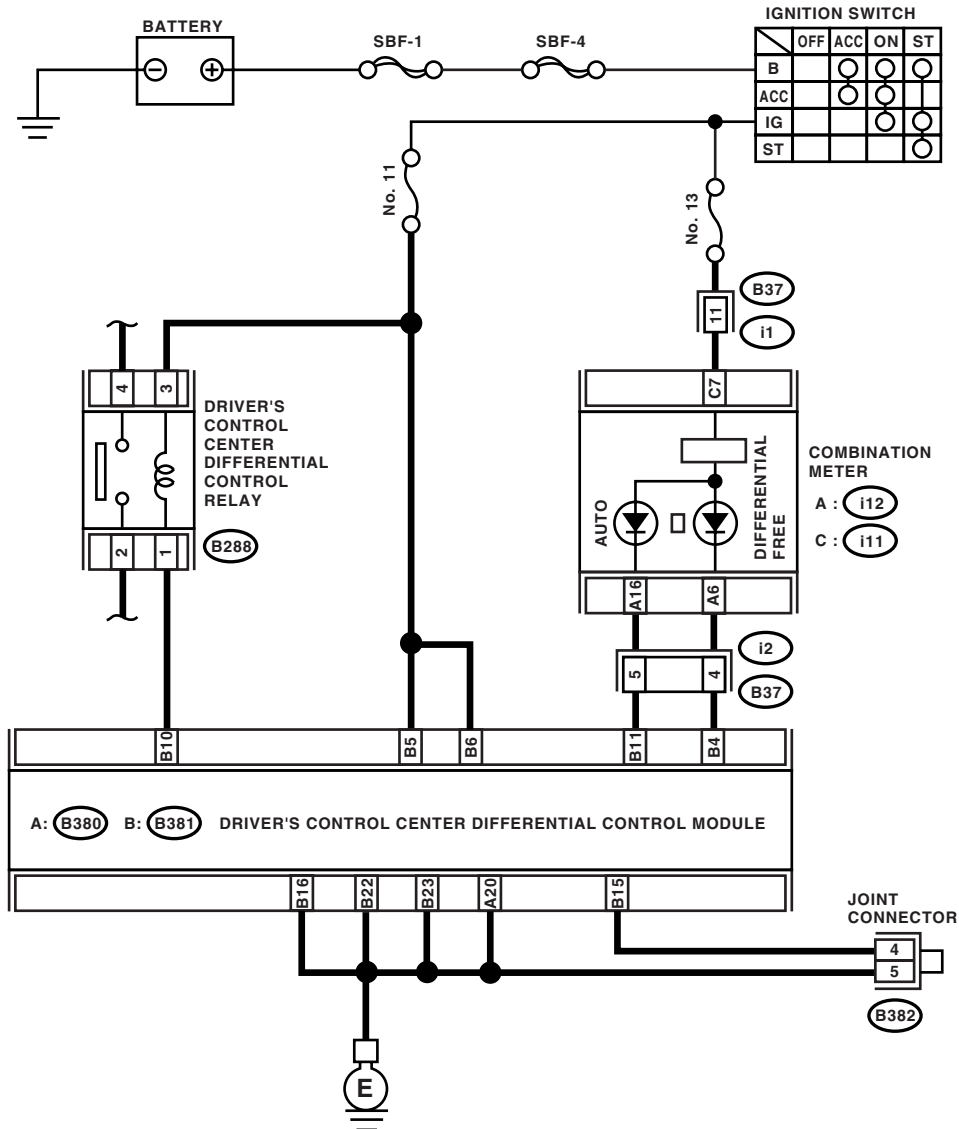 IGNITION SWITCH
BATTERY
SBF-1
SBF-4
OFF ACC ON ST
B
ACC
IG
ST
No. 11
No. 13
B37
11
i1
4 3
C7
DRIVER'S
CONTROL
CENTER
DIFFERENTIAL
CONTROL
RELAY
AUTO
DIFFERENTIAL
FREE
COMBINATION
METER
A : i12
C : i11
2 1
B288
A16 A6
i2
5 4
B37
B10 B5 B6 B11 B4
A: B380 B: B381 DRIVER'S CONTROL CENTER DIFFERENTIAL CONTROL MODULE
B16 B22 B23 A20 B15
JOINT
CONNECTOR
4
5
B382
E